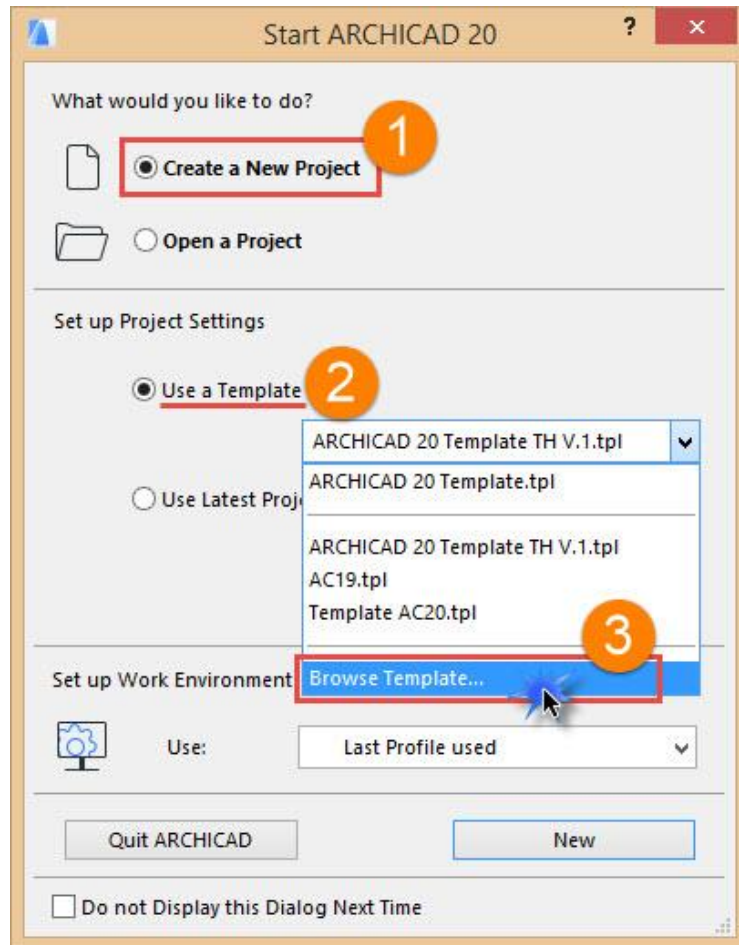 Start ARCHICAD 20
?
What would you like to do?
1
Create a New Project
Open a Project
Set up Project Settings
Use a Template
2
ARCHICAD 20 Template TH V.1.tpl
ARCHICAD 20 Template.tpl
Use Latest
ARCHICAD 20 Template TH V.1.tpl
AC19.tpl
Template AC20.tpl
3
Set up Work Environment
Browse Template...
Use:
Last Profile used
Quit ARCHICAD
New
Do not Display this Dialog Next Time